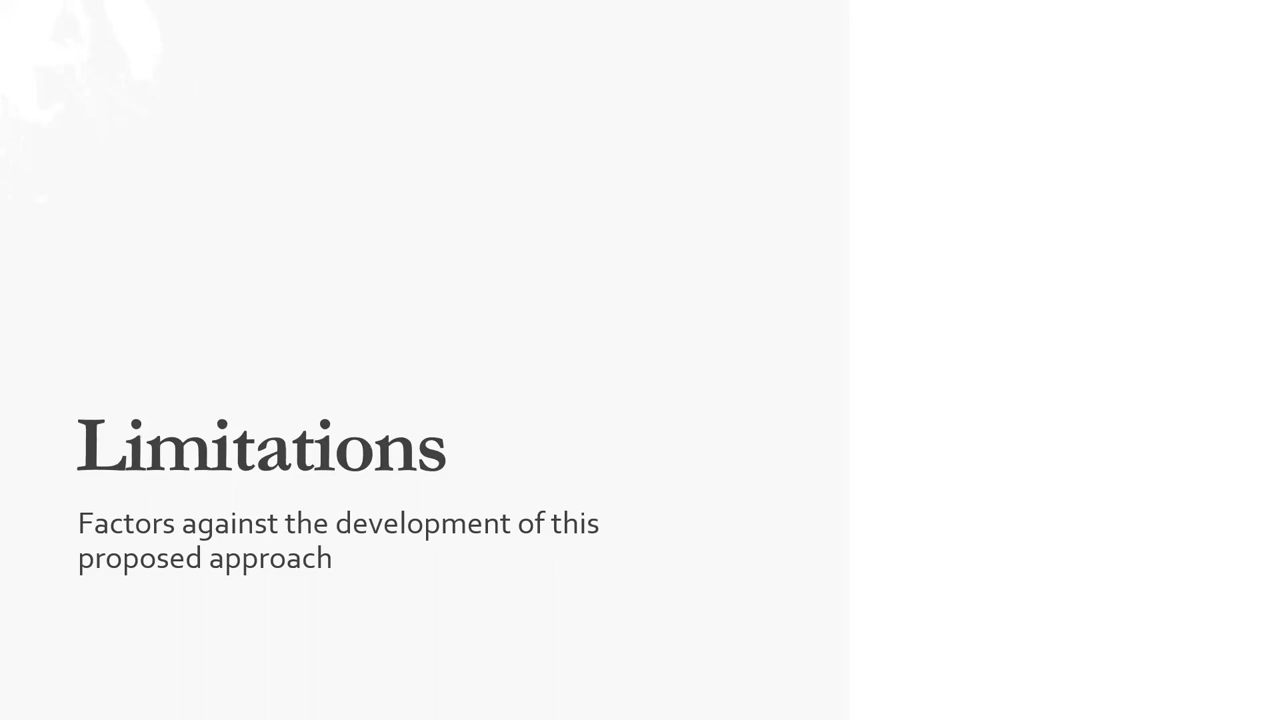 Limitations
Factors against the development of this
proposed approach